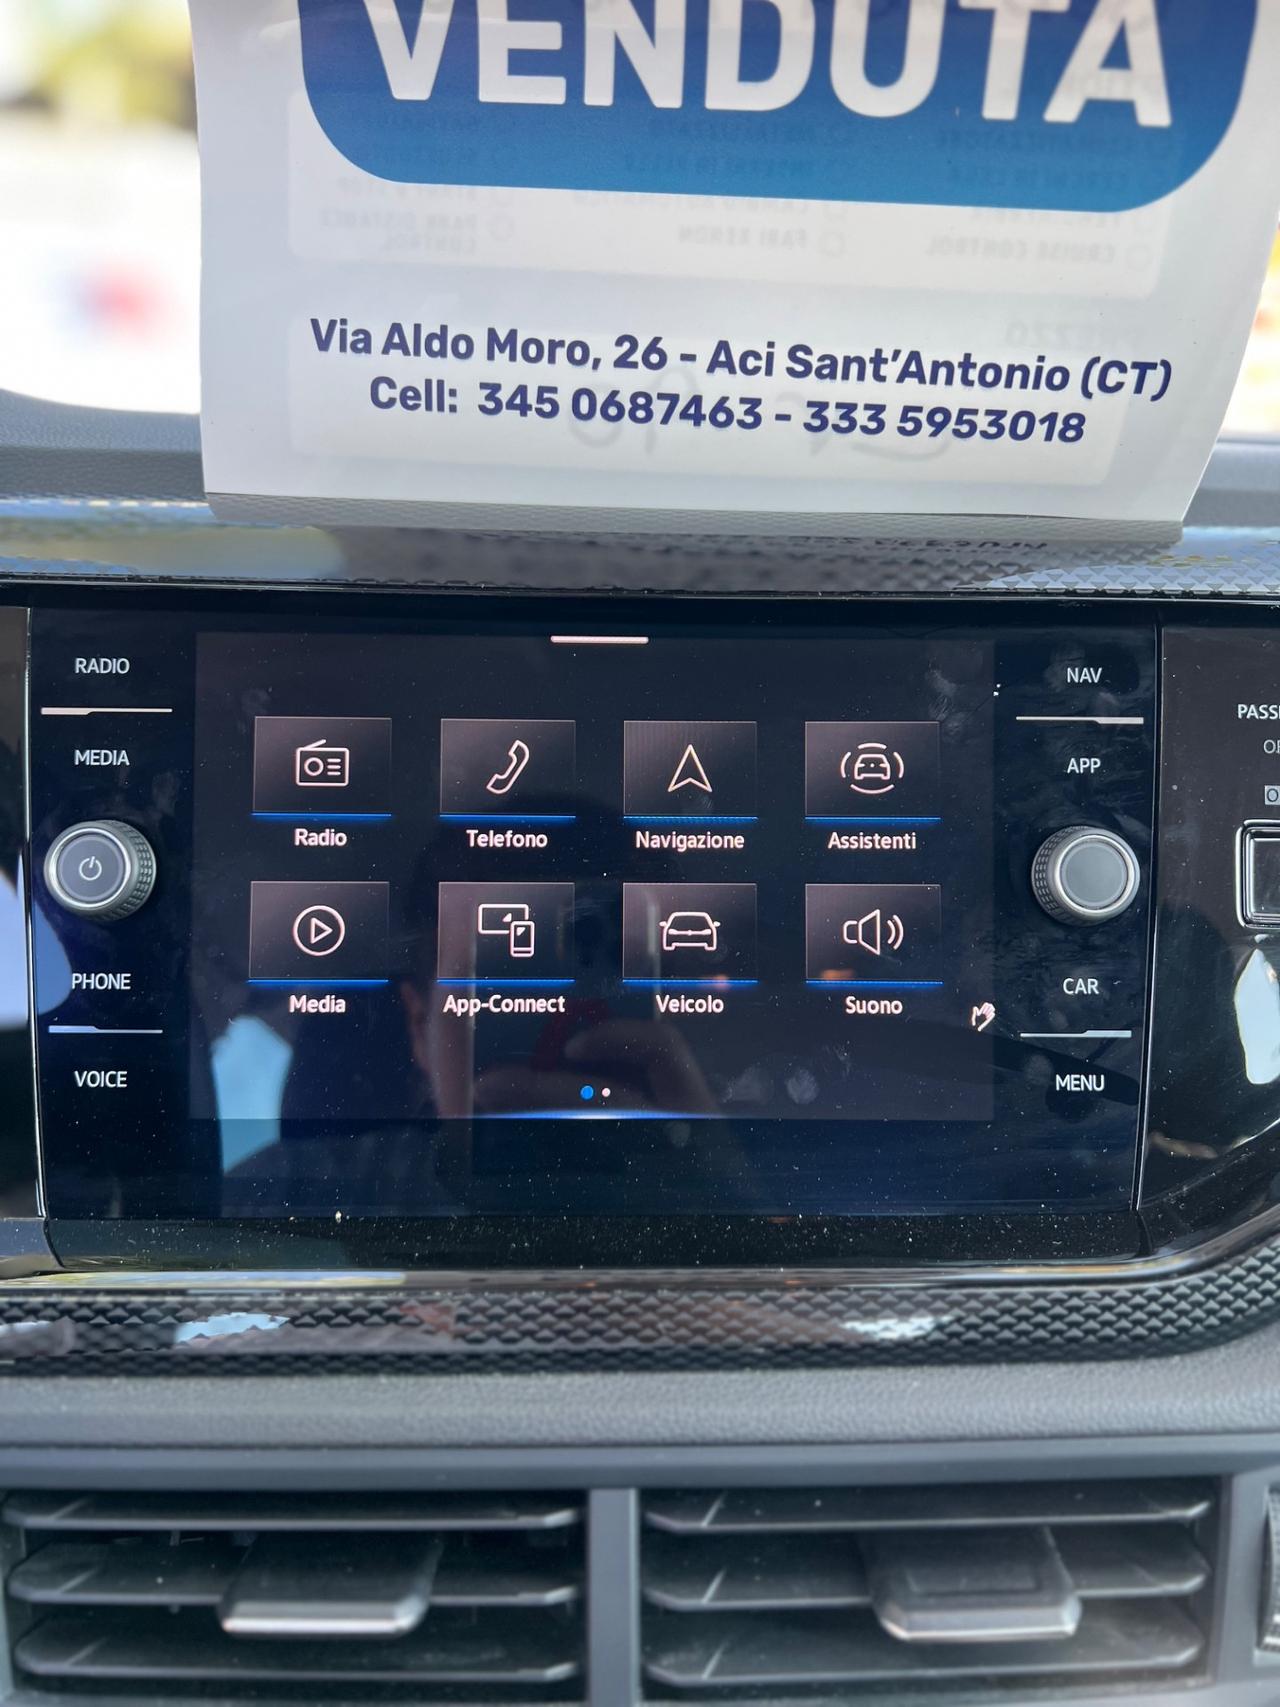 VENDUTA
Via Aldo Moro, 26 - Aci Sant'Antonio (CT)
Cell: 345 0687463 - 333 5953018
RADIO
MEDIA
PHONE
VOICE
Radio Telefono Navigazione Assistenti
Media App-Connect Veicolo Suono
NAV
APP
CAR
MENU